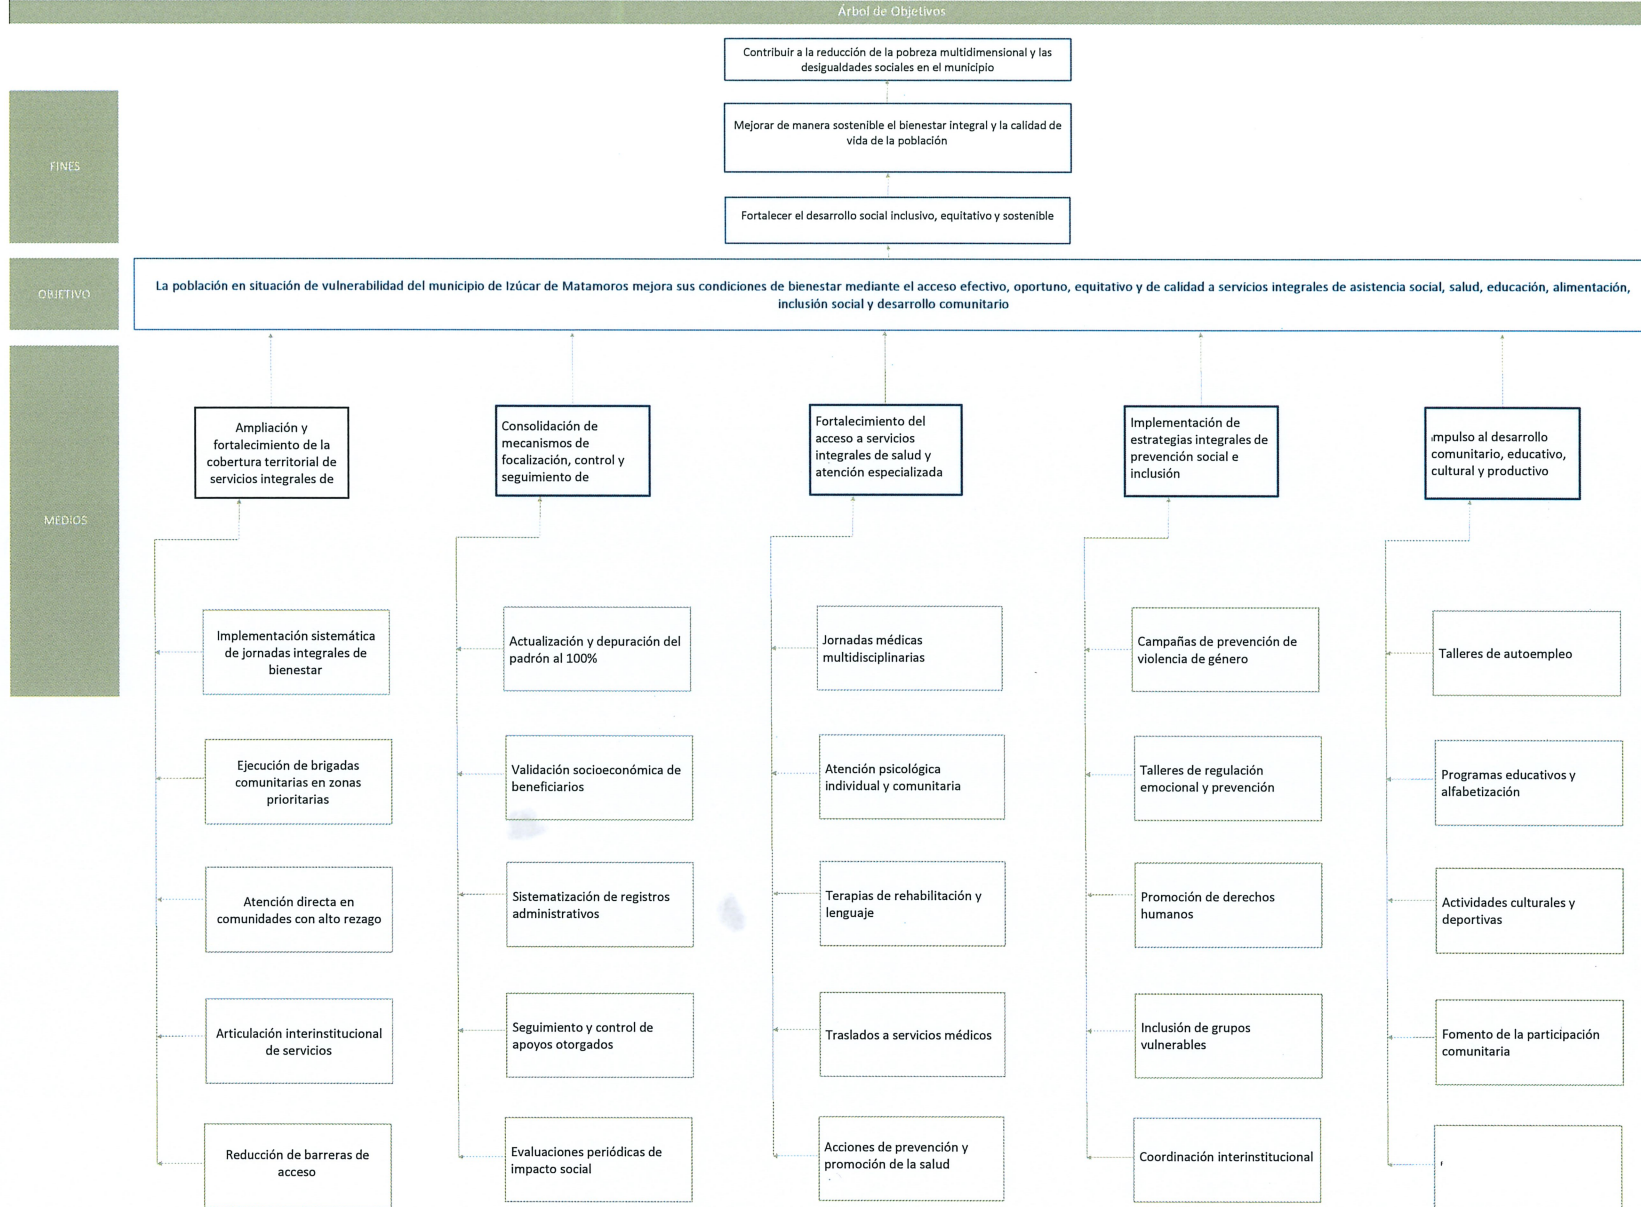 Árbol de Objetivos
Contribuir a la reducción de la pobreza multidimensional y las
desigualdades sociales en el municipio
FINES
Mejorar de manera sostenible el bienestar integral y la calidad de
vida de la población
Fortalecer el desarrollo social inclusivo, equitativo y sostenible
OBJETIVO
La población en situación de vulnerabilidad del municipio de Izúcar de Matamoros mejora sus condiciones de bienestar mediante el acceso efectivo, oportuno, equitativo y de calidad a servicios integrales de asistencia social, salud, educación, alimentación,
inclusión social y desarrollo comunitario
MEDIOS
Ampliación y
fortalecimiento de la
cobertura territorial de
servicios integrales de
Consolidación de
mecanismos de
focalización, control y
seguimiento de
Fortalecimiento del
acceso a servicios
integrales de salud y
atención especializada
Implementación de
estrategias integrales de
prevención social e
inclusión
mpulso al desarrollo
comunitario, educativo,
cultural y productivo
Implementación sistemática
de jornadas integrales de
bienestar
Actualización y depuración del
padrón al 100%
Jornadas médicas
multidisciplinarias
Campañas de prevención de
violencia de género
Talleres de autoempleo
Ejecución de brigadas
comunitarias en zonas
prioritarias
Validación socioeconómica de
beneficiarios
Atención psicológica
individual y comunitaria
Talleres de regulación
emocional y prevención
Programas educativos y
alfabetización
Atención directa en
comunidades con alto rezago
Sistematización de registros
administrativos
Terapias de rehabilitación y
lenguaje
Promoción de derechos
humanos
Actividades culturales y
deportivas
Articulación interinstitucional
de servicios
Seguimiento y control de
apoyos otorgados
Traslados a servicios médicos
Inclusión de grupos
vulnerables
Fomento de la participación
comunitaria
Reducción de barreras de
acceso
Evaluaciones periódicas de
impacto social
Acciones de prevención y
promoción de la salud
Coordinación interinstitucional